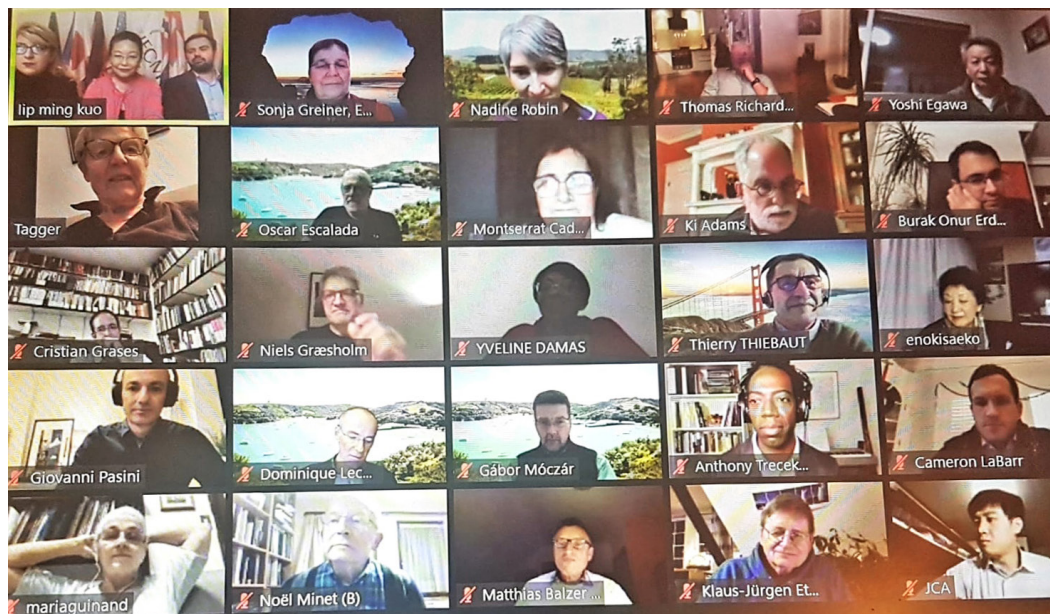 lip ming kuo
Sonja Greiner, E...
Nadine Robin
Thomas Richard...
Yoshi Egawa
Tagger
Oscar Escalada
Montserrat Cad...
Ki Adams
Burak Onur Erd...
Cristian Grases
Niels Græsholm
YVELINE DAMAS
Thierry THIEBAUT
enokisaeko
Giovanni Pasini
Dominique Lec...
Gábor Móczár
Anthony Trecek...
Cameron LaBarr
mariaguinand
Noël Minet (B)
Matthias Balzer ...
Klaus-Jürgen Et...
JCA